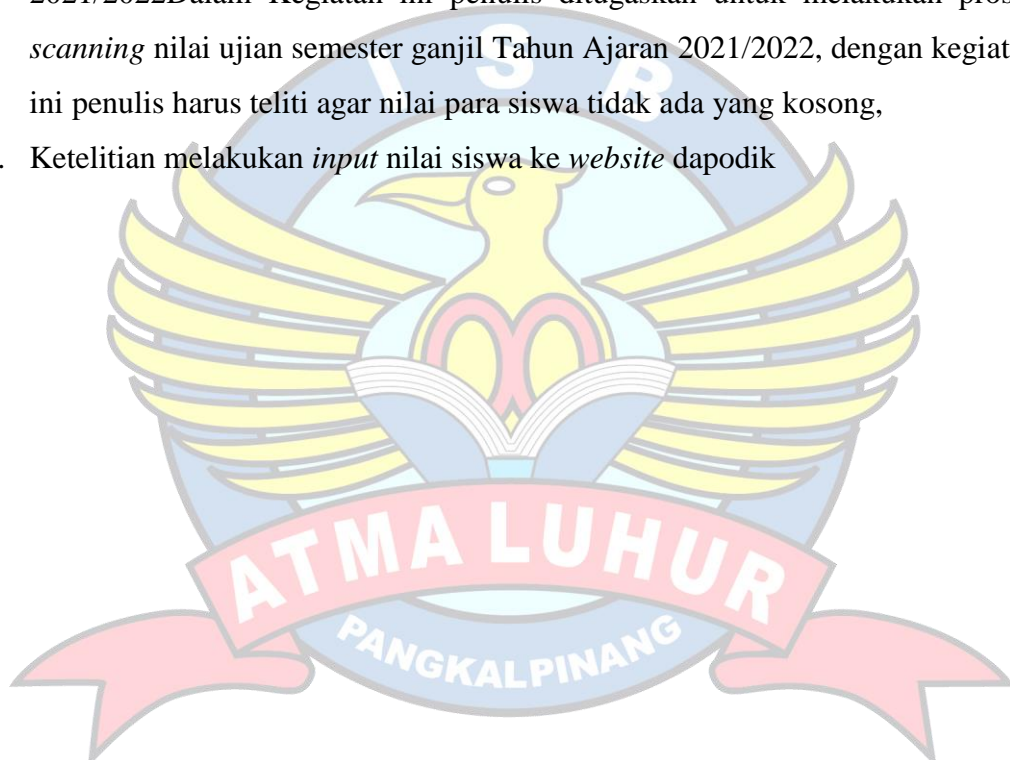 2021/2022Dalam Kegiatan ini penulis ditugaskan untuk melakukan pros
scanning nilai ujian semester ganjil Tahun Ajaran 2021/2022, dengan kegiat
ini penulis harus teliti agar nilai para siswa tidak ada yang kosong,
. Ketelitian melakukan input nilai siswa ke website dapodik
I S B
ATMA LUHUR
PANGKALPINANG